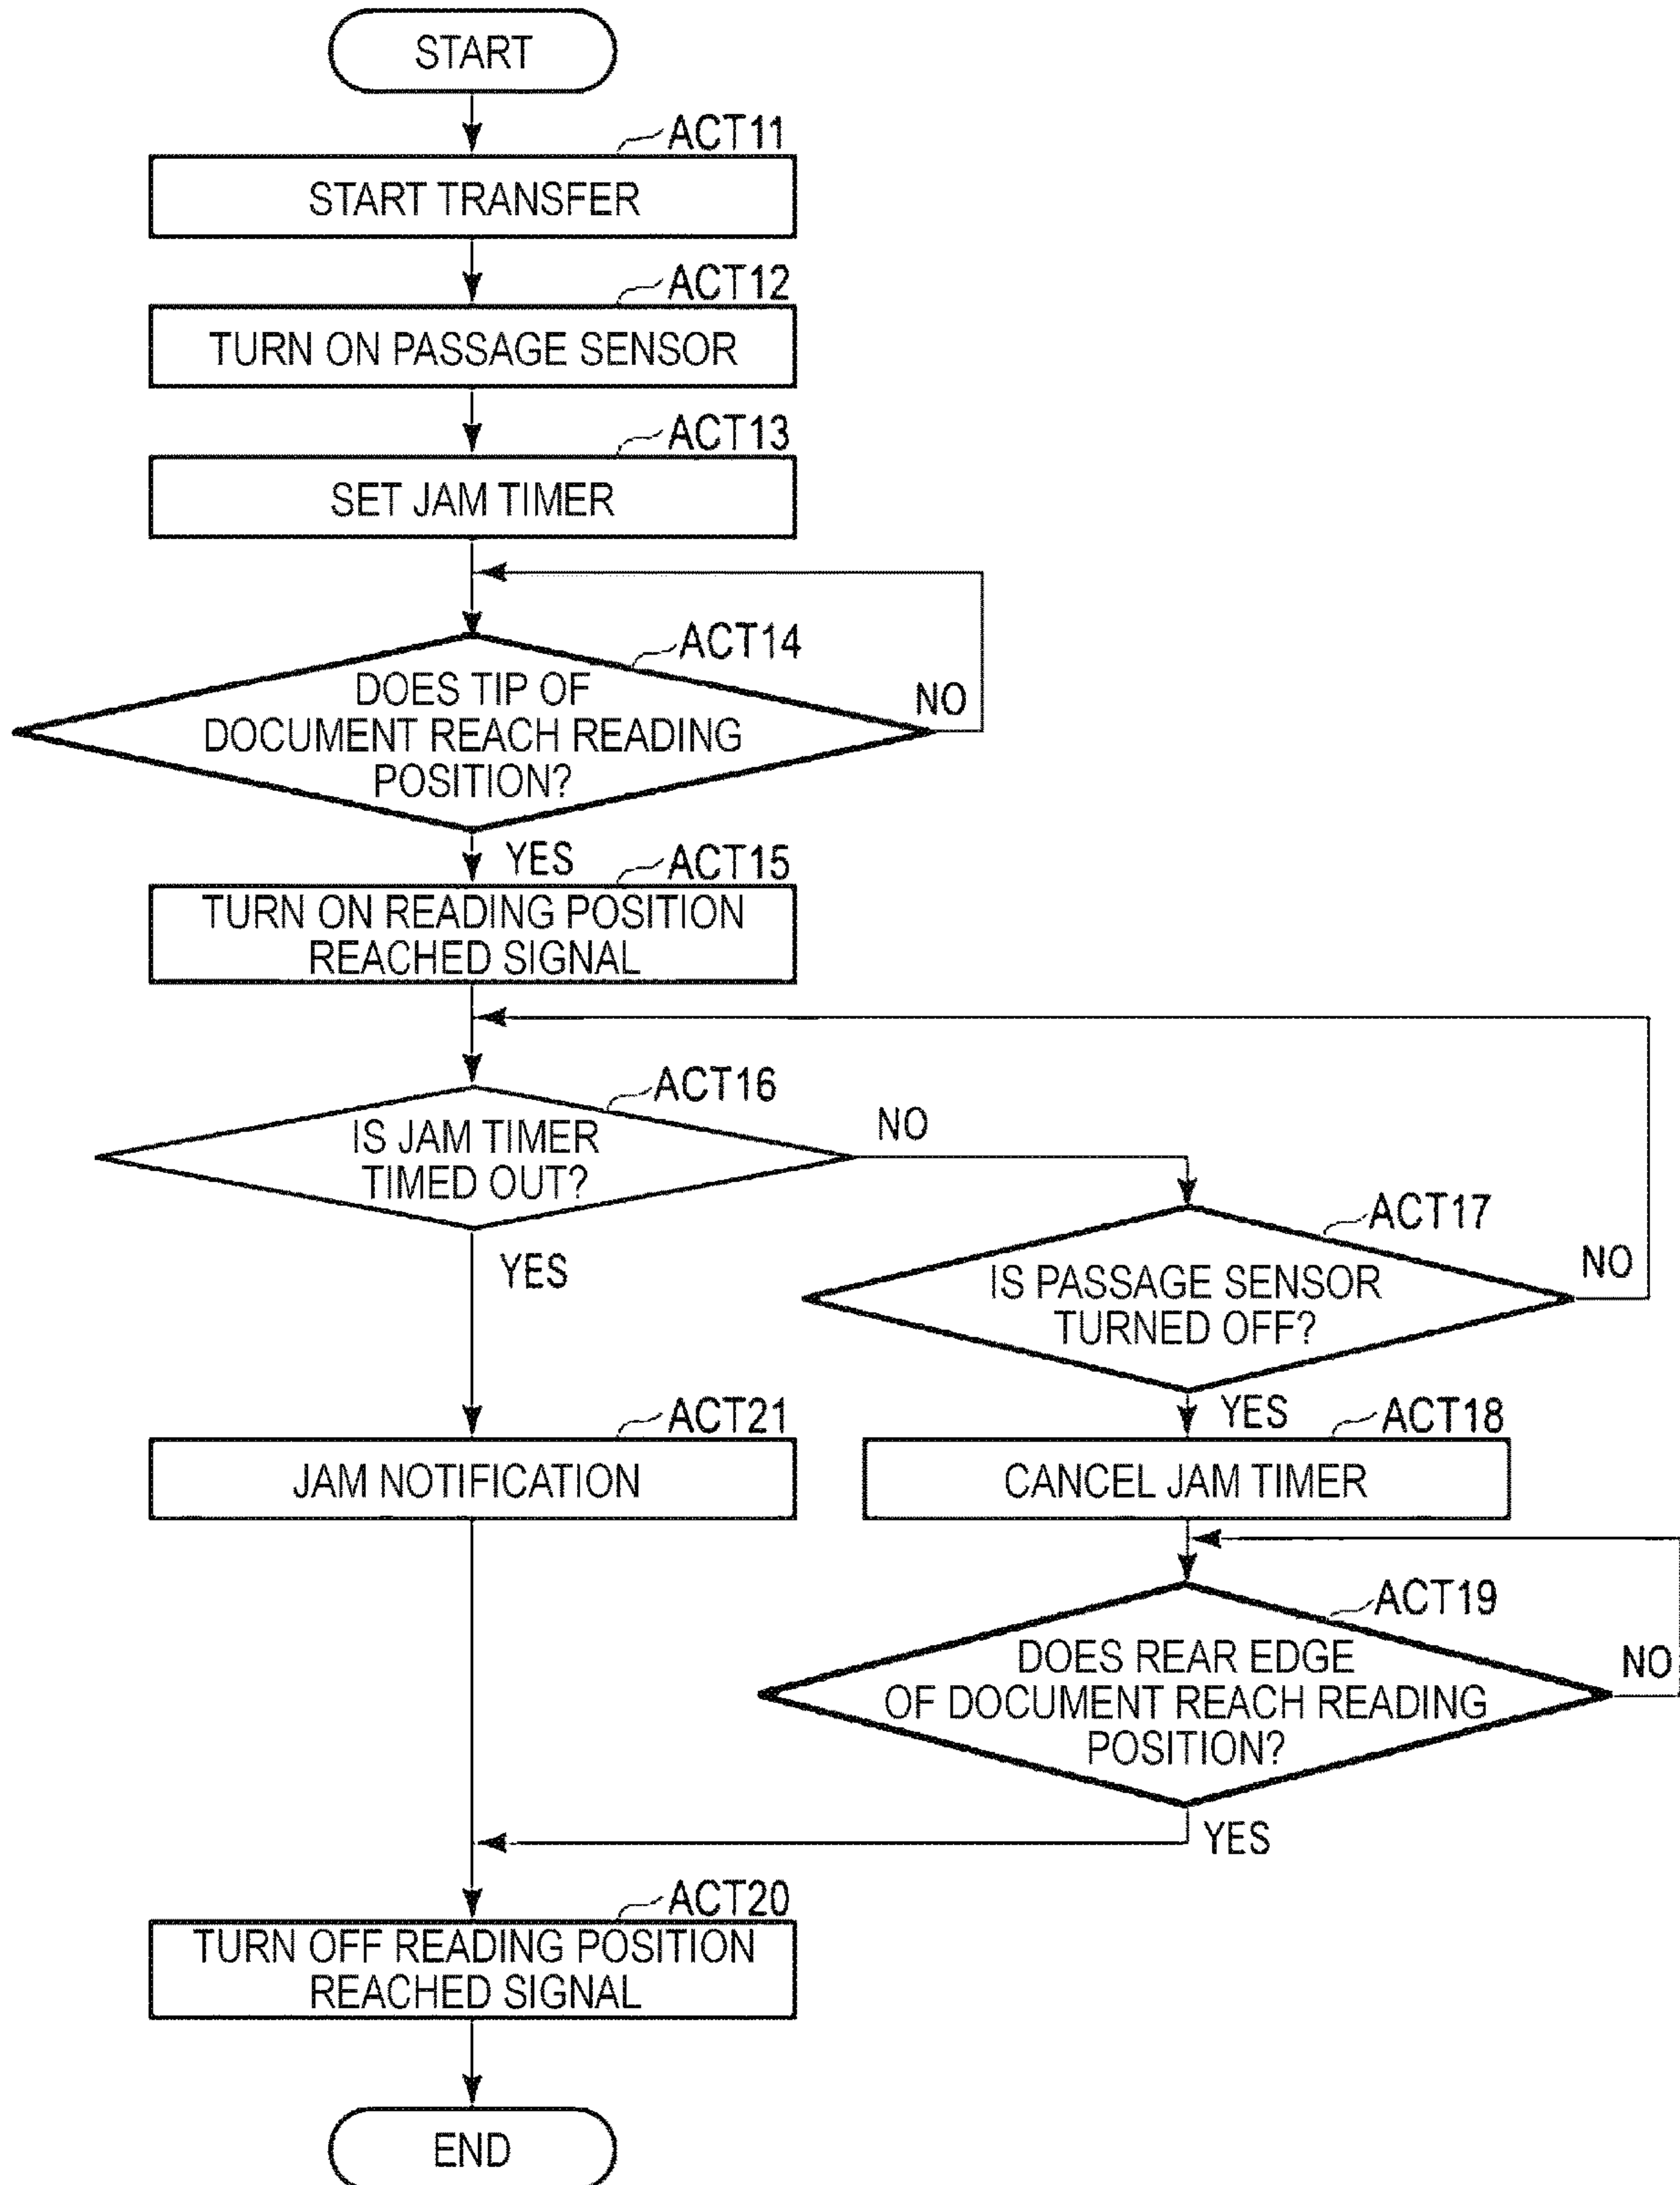 START
ACT11
START TRANSFER
ACT12
TURN ON PASSAGE SENSOR
ACT13
SET JAM TIMER
ACT14
DOES TIP OF
DOCUMENT REACH READING
POSITION?
NO
YES
ACT15
TURN ON READING POSITION
REACHED SIGNAL
ACT16
IS JAM TIMER
TIMED OUT?
NO
YES
ACT17
IS PASSAGE SENSOR
TURNED OFF?
NO
YES
ACT21
JAM NOTIFICATION
ACT18
CANCEL JAM TIMER
ACT19
DOES REAR EDGE
OF DOCUMENT REACH READING
POSITION?
NO
YES
ACT20
TURN OFF READING POSITION
REACHED SIGNAL
END